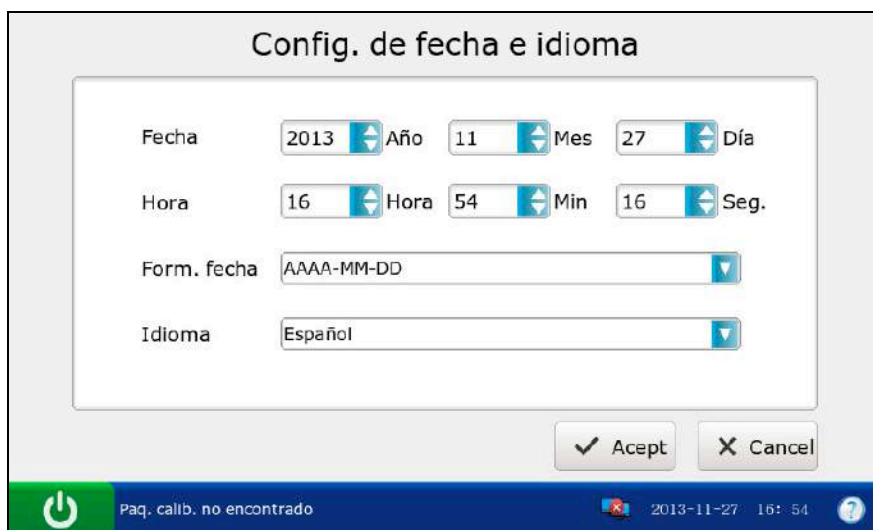 Config. de fecha e idioma
Fecha 2013 Año 11 Mes 27 Día
Hora 16 Hora 54 Min 16 Seg.
Form. fecha AAAA-MM-DD
Idioma Español
Acept Cancel
Paq. calib. no encontrado 2013-11-27 16: 54 ?